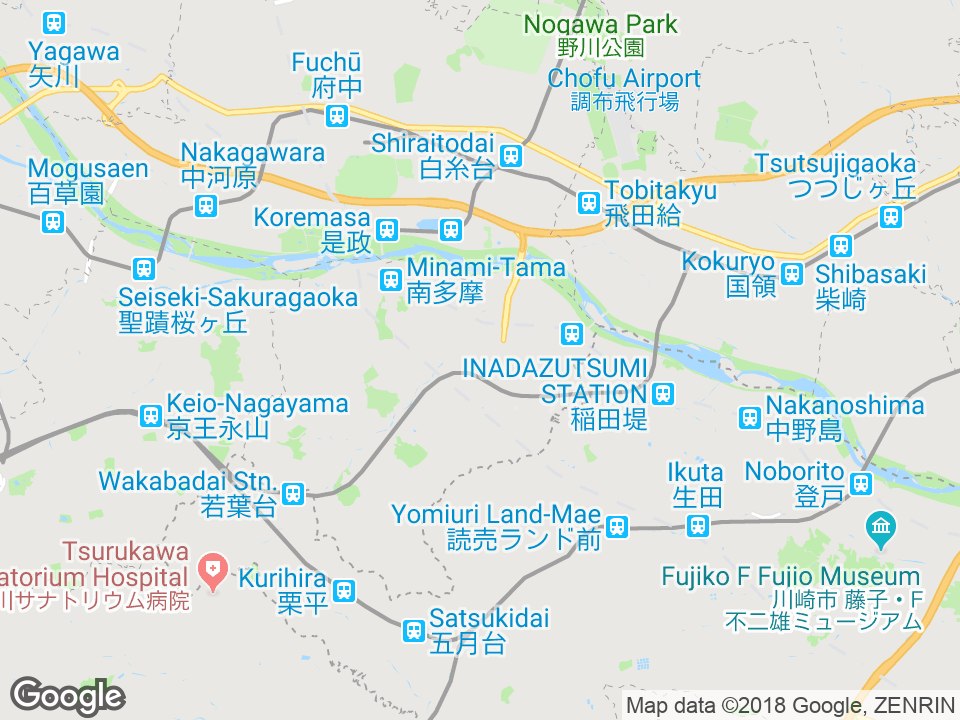 Nogawa Park
野川公園
Yagawa
矢川
Fuchū
府中
Chofu Airport
調布飛行場
Shiraitodai
白糸台
Nakagawara
中河原
Mogusaen
百草園
Tsutsujigaoka
つつじヶ丘
Tobitakyu
飛田給
Koremasa
是政
Kokuryo
国領
Minami-Tama
南多摩
Shibasaki
柴崎
Seiseki-Sakuragaoka
聖蹟桜ヶ丘
INADAZUTSUMI
STATION
稲田堤
Keio-Nagayama
京王永山
Nakanoshima
中野島
Wakabadai Stn.
若葉台
Ikuta
生田
Noborito
登戸
Yomiuri Land-Mae
読売ランド前
Tsurukawa
atorium Hospital
川サナトリウム病院
Kurihira
栗平
Fujiko F Fujio Museum
川崎市 藤子・F
不二雄ミュージアム
Satsukidai
五月台
Google
Map data ©2018 Google, ZENRIN